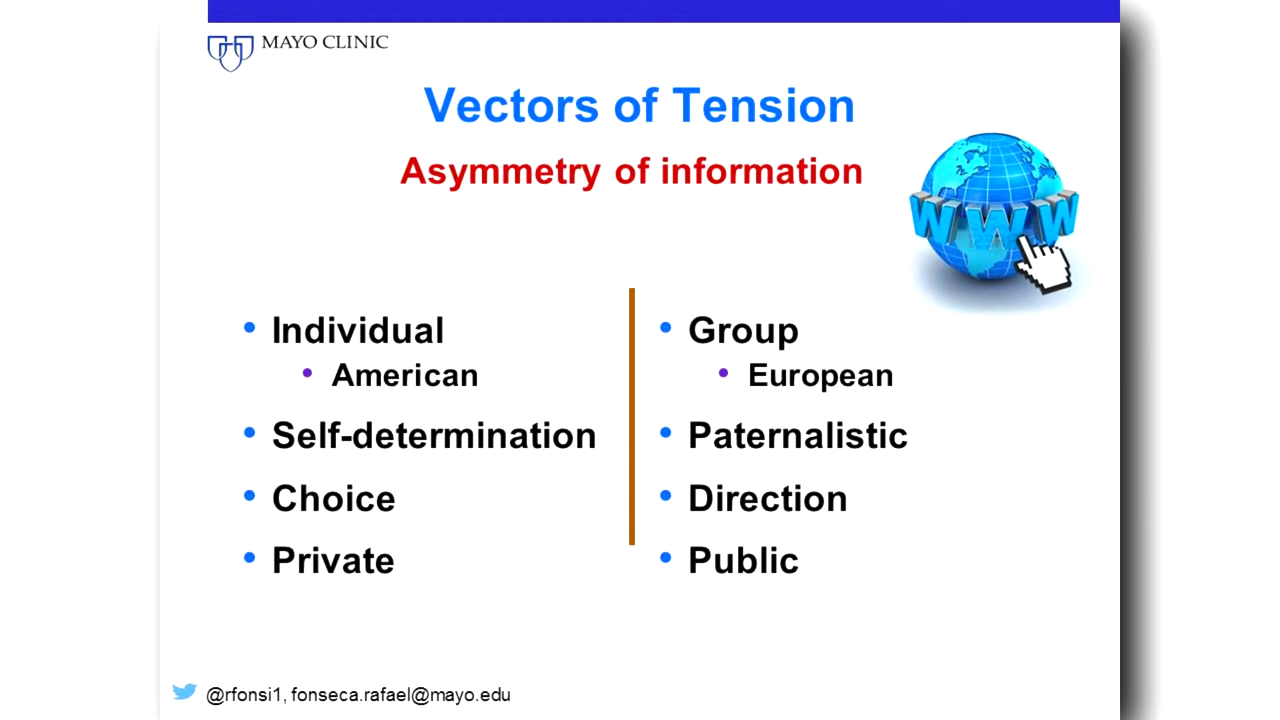 MAYO CLINIC
Vectors of Tension
Asymmetry of information
WWW
• Individual
• American
• Self-determination
• Choice
• Private
• Group
• European
• Paternalistic
• Direction
• Public
@rfonsi1, fonseca.rafael@mayo.edu